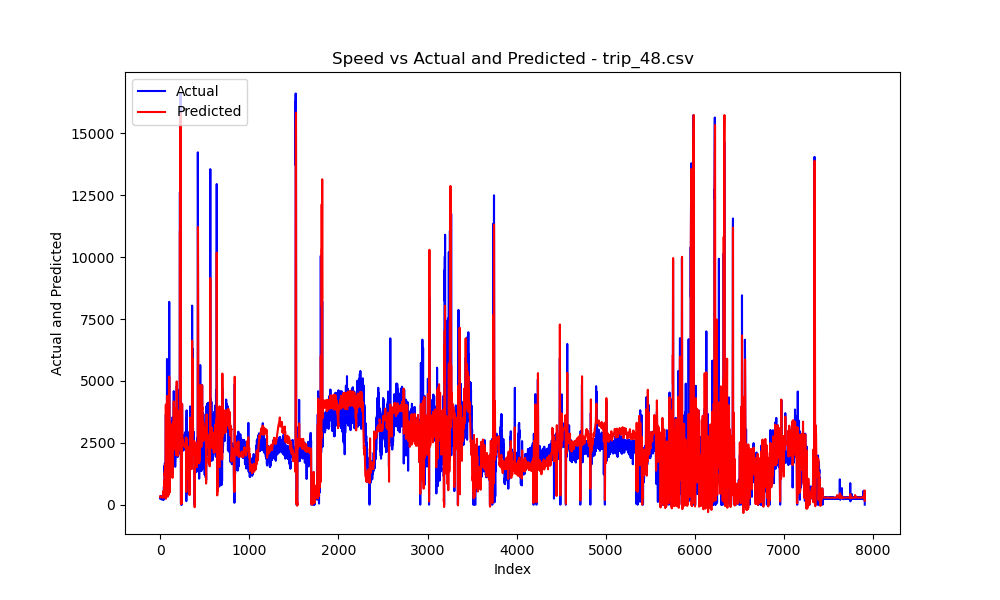 Speed vs Actual and Predicted - trip_48.csv
Actual
Predicted
15000
12500
10000
7500
5000
2500
0
Actual and Predicted
0 1000 2000 3000 4000 5000 6000 7000 8000
Index